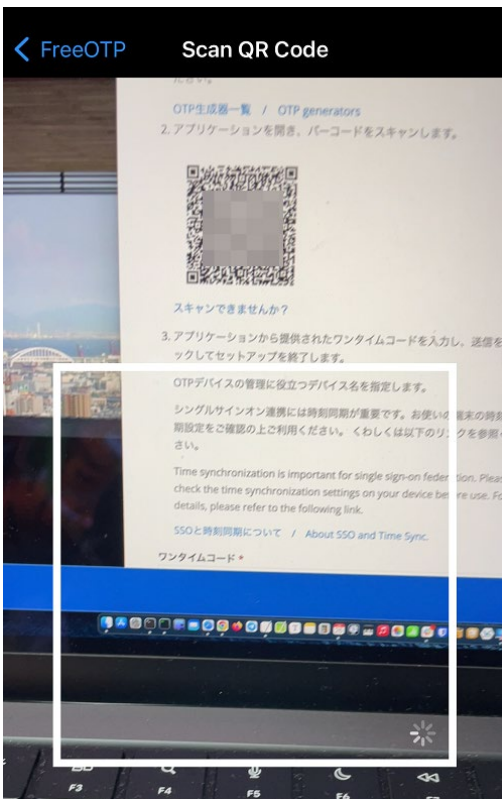 FreeOTP
Scan QR Code
ださい。
OTP生成器一覧 / OTP generators
2. アプリケーションを開き、バーコードをスキャンします。
スキャンできませんか?
3. アプリケーションから提供されたワンタイムコードを入力し、送信を
ックしてセットアップを終了します。
OTPデバイスの管理に役立つデバイス名を指定します。
シングルサインオン連携には時刻同期が重要です。お使いの端末の時刻
期設定をご確認の上ご利用ください。 くわしくは以下のリンクを参照
さい。
Time synchronization is important for single sign-on federation. Pleas
check the time synchronization settings on your device before use. Fo
details, please refer to the following link.
SSOと時刻同期について / About SSO and Time Sync.
ワンタイムコード *
F3
F4
F5
F6